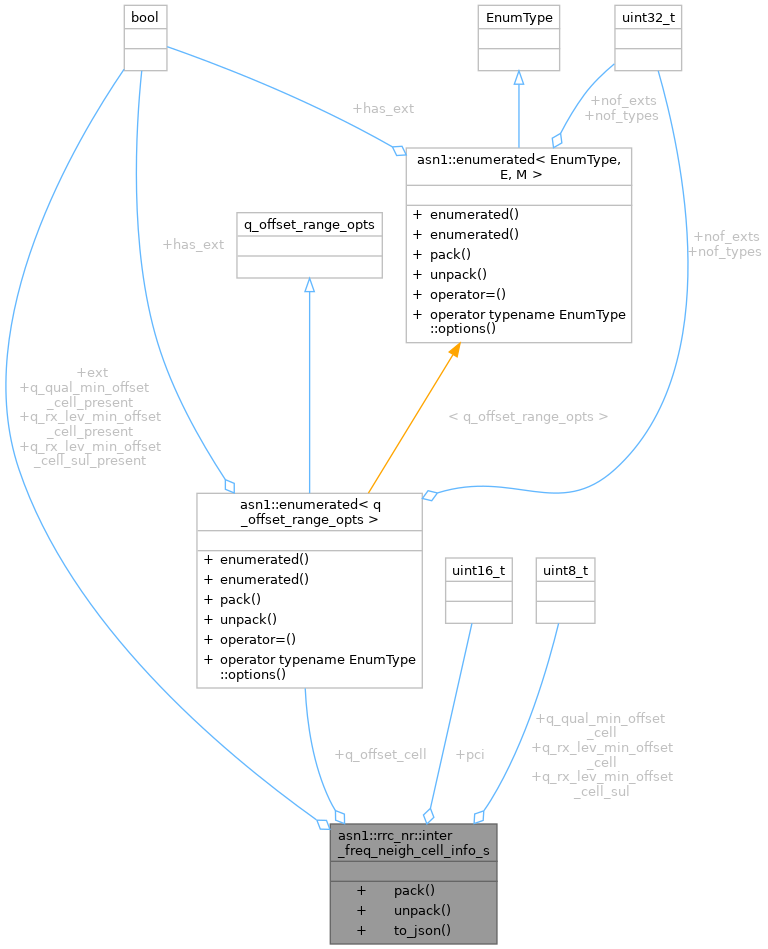 bool
EnumType
uint32_t
+has_ext
+nof_exts
+nof_types
asn1::enumerated< EnumType,
E, M >
+ enumerated()
+ enumerated()
+ pack()
+ unpack()
+ operator=()
+ operator typename EnumType
::options()
q_offset_range_opts
+has_ext
+nof_exts
+nof_types
+ext
+q_qual_min_offset
_cell_present
+q_rx_lev_min_offset
_cell_present
+q_rx_lev_min_offset
_cell_sul_present
< q_offset_range_opts >
asn1::enumerated< q
_offset_range_opts >
+ enumerated()
+ enumerated()
+ pack()
+ unpack()
+ operator=()
+ operator typename EnumType
::options()
uint16_t
uint8_t
+q_offset_cell
+pci
+q_qual_min_offset
_cell
+q_rx_lev_min_offset
_cell
+q_rx_lev_min_offset
_cell_sul
asn1::rrc_nr::inter
_freq_neigh_cell_info_s
+ pack()
+ unpack()
+ to_json()